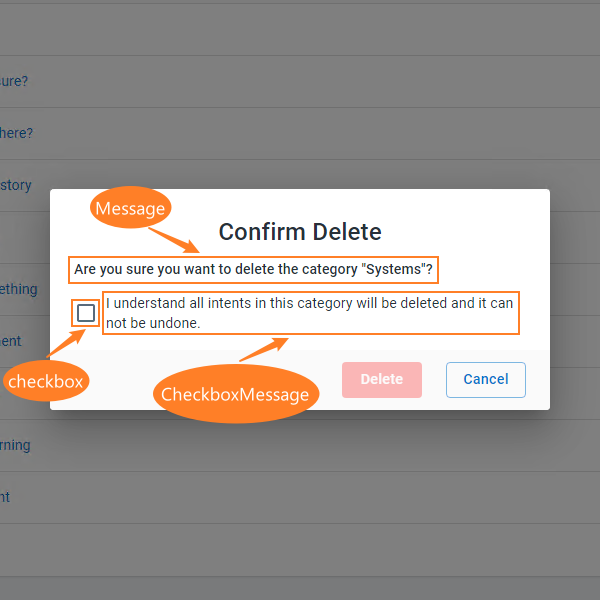 sure?
here?
story
Message
Confirm Delete
Are you sure you want to delete the category "Systems"?
ething
I understand all intents in this category will be deleted and it can
not be undone.
ent
checkbox
CheckboxMessage
Delete
Cancel
rning
nt